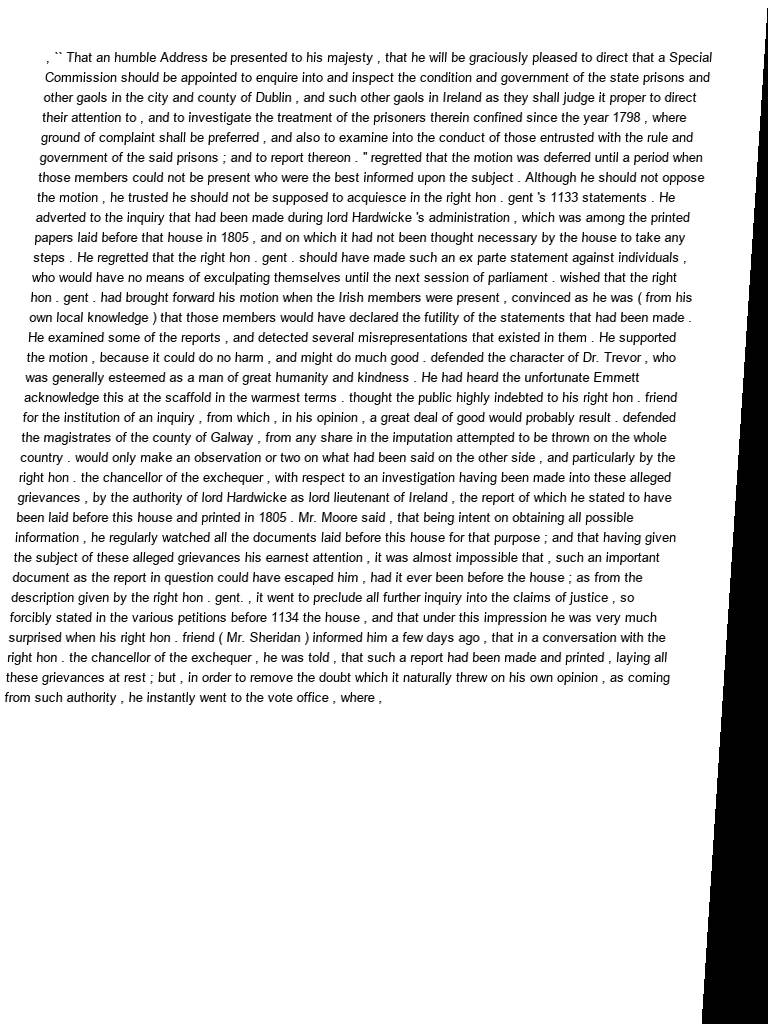 , `` That an humble Address be presented to his majesty , that he will be graciously pleased to direct that a Special
Commission should be appointed to enquire into and inspect the condition and government of the state prisons and
other gaols in the city and county of Dublin , and such other gaols in Ireland as they shall judge it proper to direct
their attention to , and to investigate the treatment of the prisoners therein confined since the year 1798 , where
ground of complaint shall be preferred , and also to examine into the conduct of those entrusted with the rule and
government of the said prisons ; and to report thereon . " regretted that the motion was deferred until a period when
those members could not be present who were the best informed upon the subject . Although he should not oppose
the motion , he trusted he should not be supposed to acquiesce in the right hon . gent 's 1133 statements . He
adverted to the inquiry that had been made during lord Hardwicke 's administration , which was among the printed
papers laid before that house in 1805 , and on which it had not been thought necessary by the house to take any
steps . He regretted that the right hon . gent . should have made such an ex parte statement against individuals ,
who would have no means of exculpating themselves until the next session of parliament . wished that the right
hon . gent . had brought forward his motion when the Irish members were present , convinced as he was ( from his
own local knowledge ) that those members would have declared the futility of the statements that had been made .
He examined some of the reports , and detected several misrepresentations that existed in them . He supported
the motion , because it could do no harm , and might do much good . defended the character of Dr. Trevor , who
was generally esteemed as a man of great humanity and kindness . He had heard the unfortunate Emmett
acknowledge this at the scaffold in the warmest terms . thought the public highly indebted to his right hon . friend
for the institution of an inquiry , from which , in his opinion , a great deal of good would probably result . defended
the magistrates of the county of Galway , from any share in the imputation attempted to be thrown on the whole
country . would only make an observation or two on what had been said on the other side , and particularly by the
right hon . the chancellor of the exchequer , with respect to an investigation having been made into these alleged
grievances , by the authority of lord Hardwicke as lord lieutenant of Ireland , the report of which he stated to have
been laid before this house and printed in 1805 . Mr. Moore said , that being intent on obtaining all possible
information , he regularly watched all the documents laid before this house for that purpose ; and that having given
the subject of these alleged grievances his earnest attention , it was almost impossible that , such an important
document as the report in question could have escaped him , had it ever been before the house ; as from the
description given by the right hon . gent. , it went to preclude all further inquiry into the claims of justice , so
forcibly stated in the various petitions before 1134 the house , and that under this impression he was very much
surprised when his right hon . friend ( Mr. Sheridan ) informed him a few days ago , that in a conversation with the
right hon . the chancellor of the exchequer , he was told , that such a report had been made and printed , laying all
these grievances at rest ; but , in order to remove the doubt which it naturally threw on his own opinion , as coming
from such authority , he instantly went to the vote office , where ,